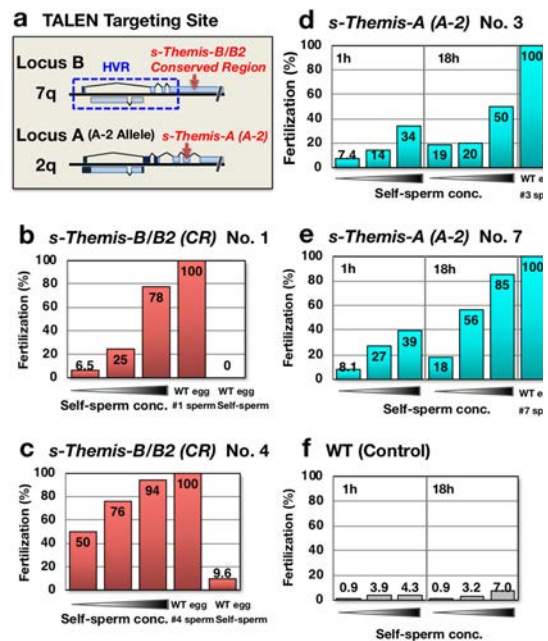 a TALEN Targeting Site
Locus B
7q
HVR
s-Themis-B/B2
Conserved Region
Locus A (A-2 Allele)
2q
s-Themis-A (A-2)
b s-Themis-B/B2 (CR) No. 1
Fertilization (%)
100
80
60
40
20
0
6.5
25
78
100
0
Self-sperm conc.
WT egg
#1 sperm
WT egg
Self-sperm
c s-Themis-B/B2 (CR) No. 4
Fertilization (%)
100
80
60
40
20
0
50
76
94
100
9.6
Self-sperm conc.
WT egg
#4 sperm
WT egg
Self-sperm
d s-Themis-A (A-2) No. 3
Fertilization (%)
100
80
60
40
20
0
1h
18h
7.4
14
34
19
20
50
100
Self-sperm conc.
#3 sp
e s-Themis-A (A-2) No. 7
Fertilization (%)
100
80
60
40
20
0
1h
18h
8.1
27
39
18
56
85
100
Self-sperm conc.
#7 sp
f WT (Control)
Fertilization (%)
100
80
60
40
20
0
1h
18h
0.9
3.9
4.3
0.9
3.2
7.0
Self-sperm conc.